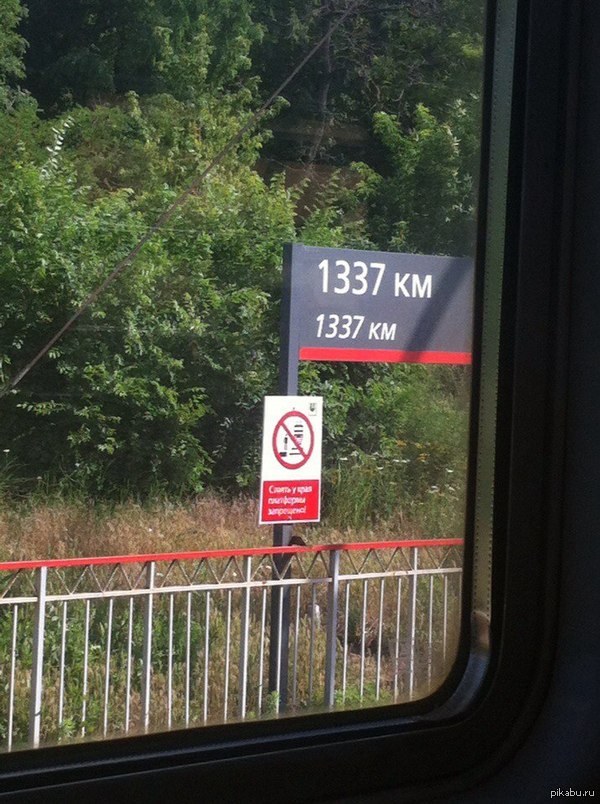 1337 км
1337 км
Стоять у края
платформы
запрещено!
pikabu.ru